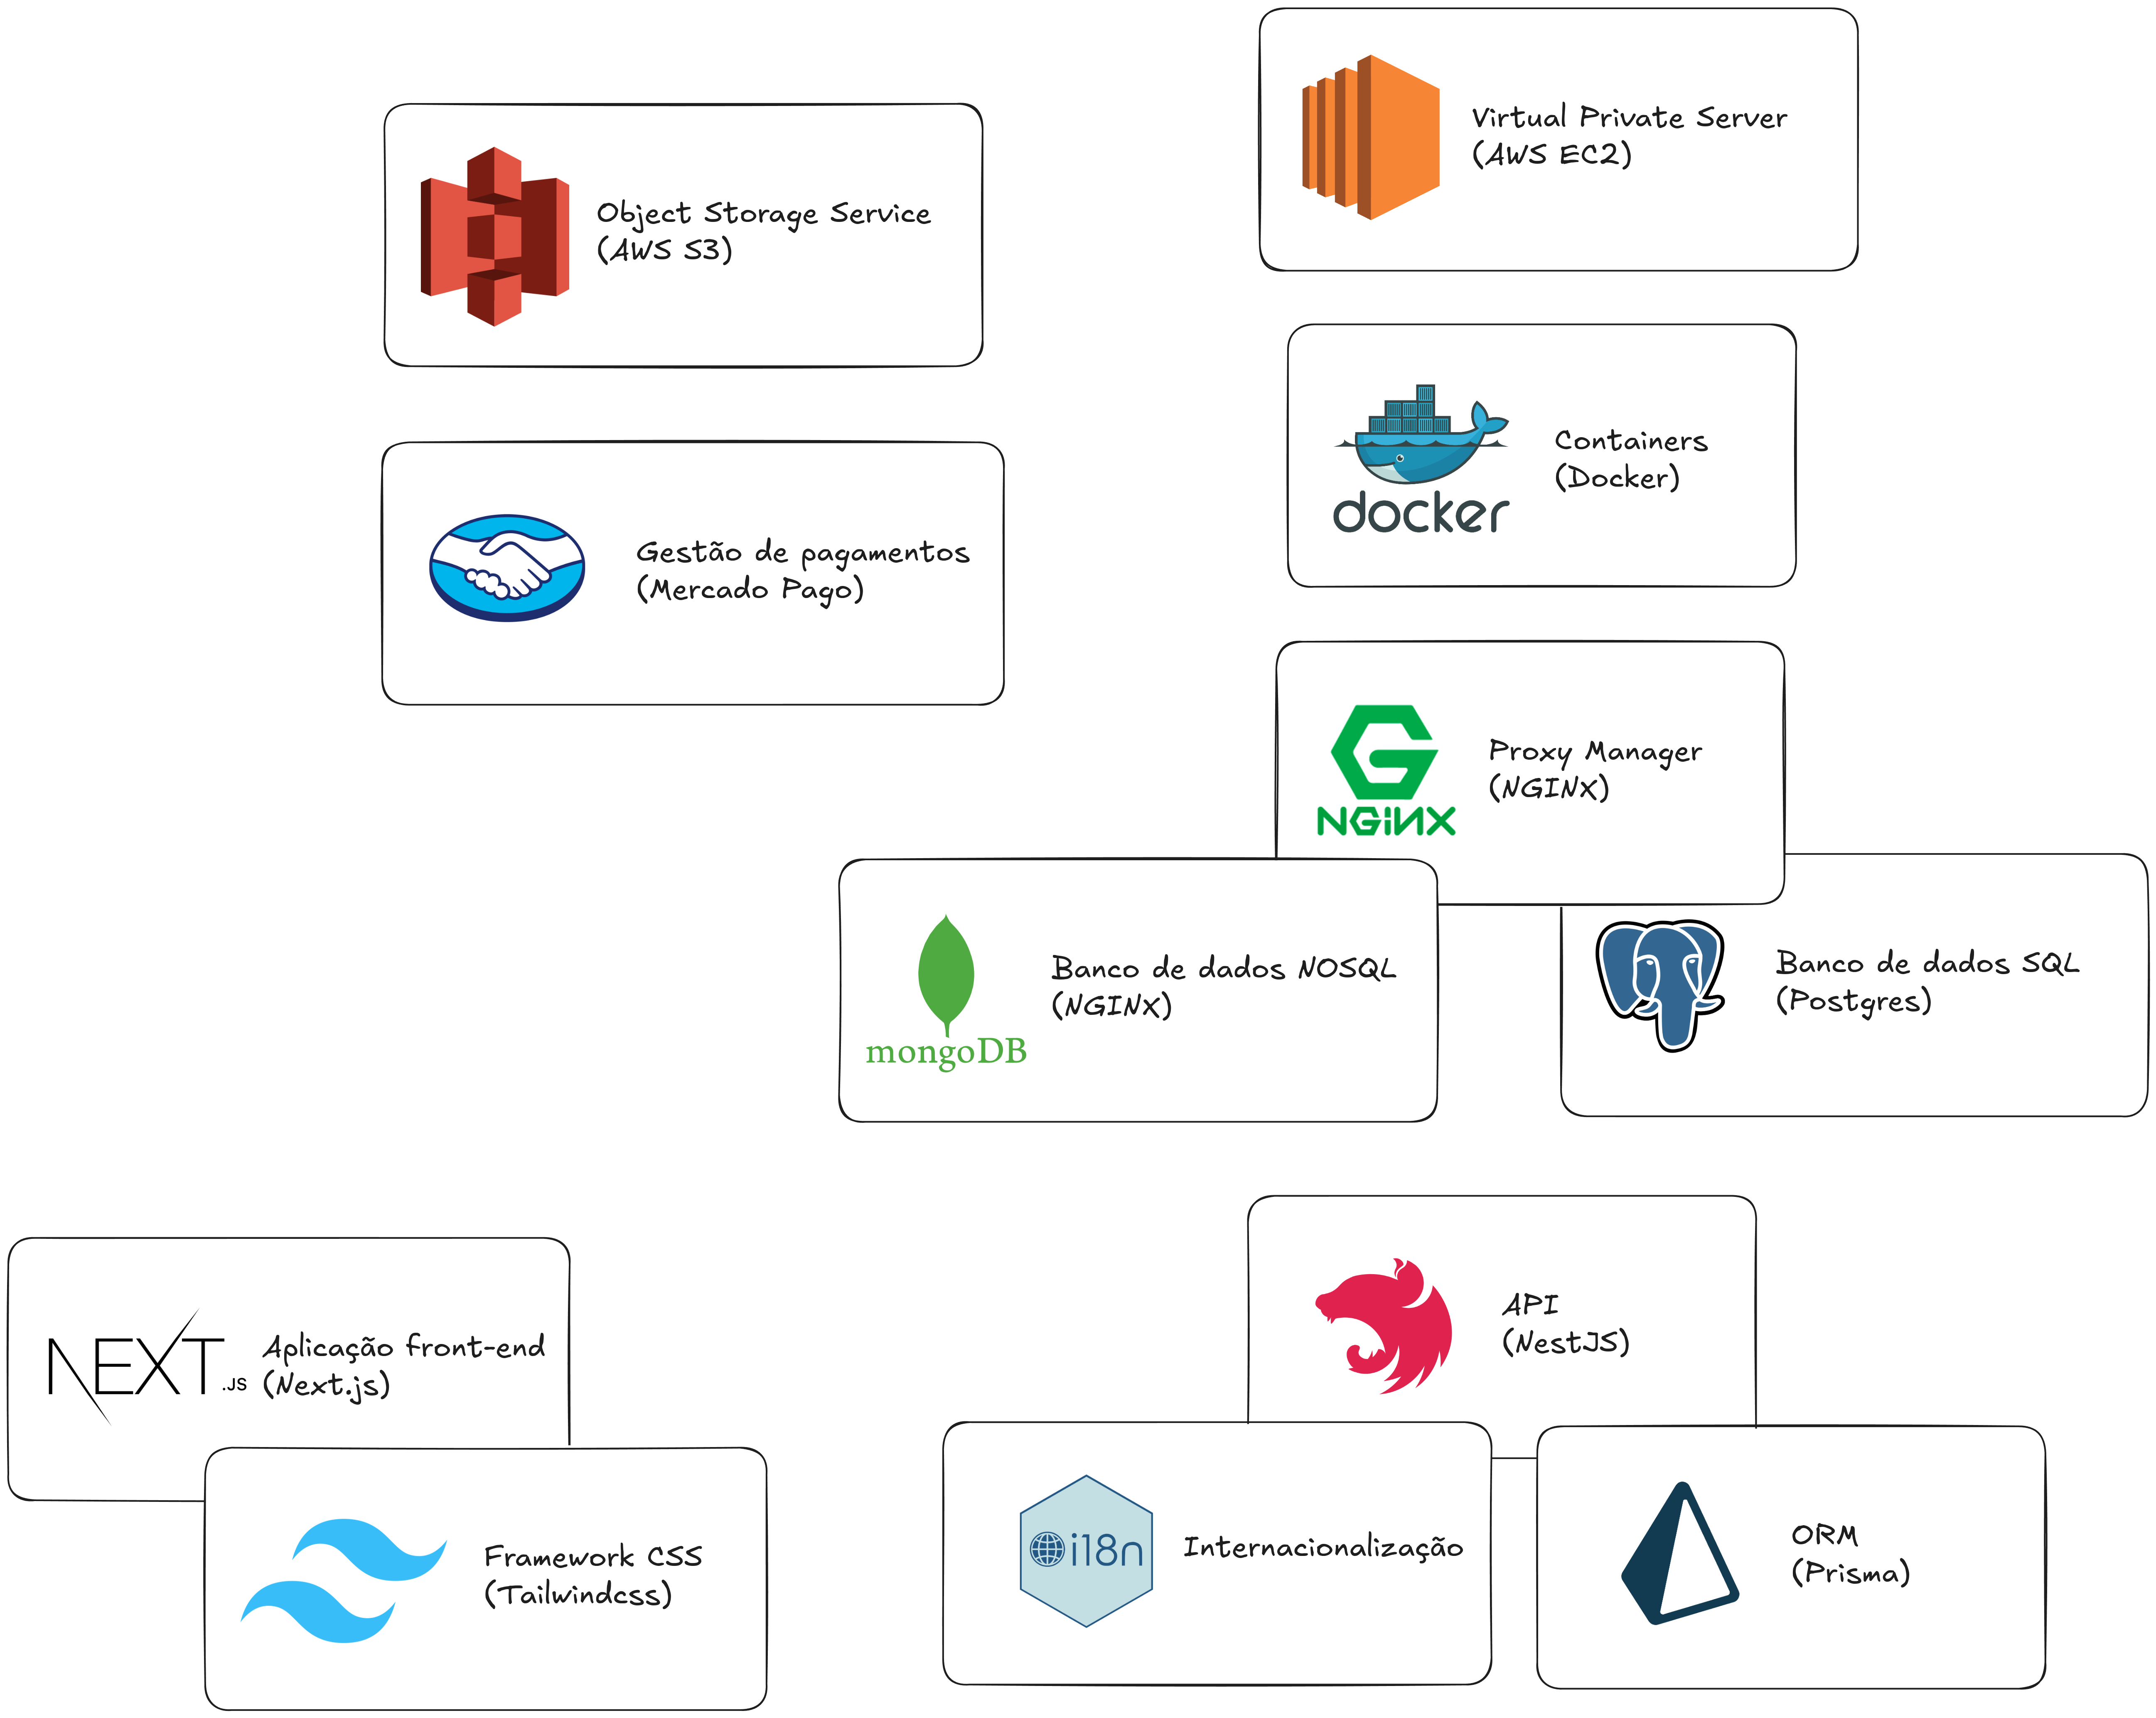 Virtual Private Server
(AWS EC2)
Object Storage Service
(AWS S3)
docker
Containers
(Docker)
Gestão de pagamentos
(Mercado Pago)
NGINX
Proxy Manager
(NGINX)
mongoDB
Banco de dados NOSQL
(NGINX)
Banco de dados SQL
(Postgres)
NEXT.JS
Aplicação front-end
(Next.js)
API
(NestJS)
Framework CSS
(Tailwindcss)
i18n
Internacionalização
ORM
(Prisma)